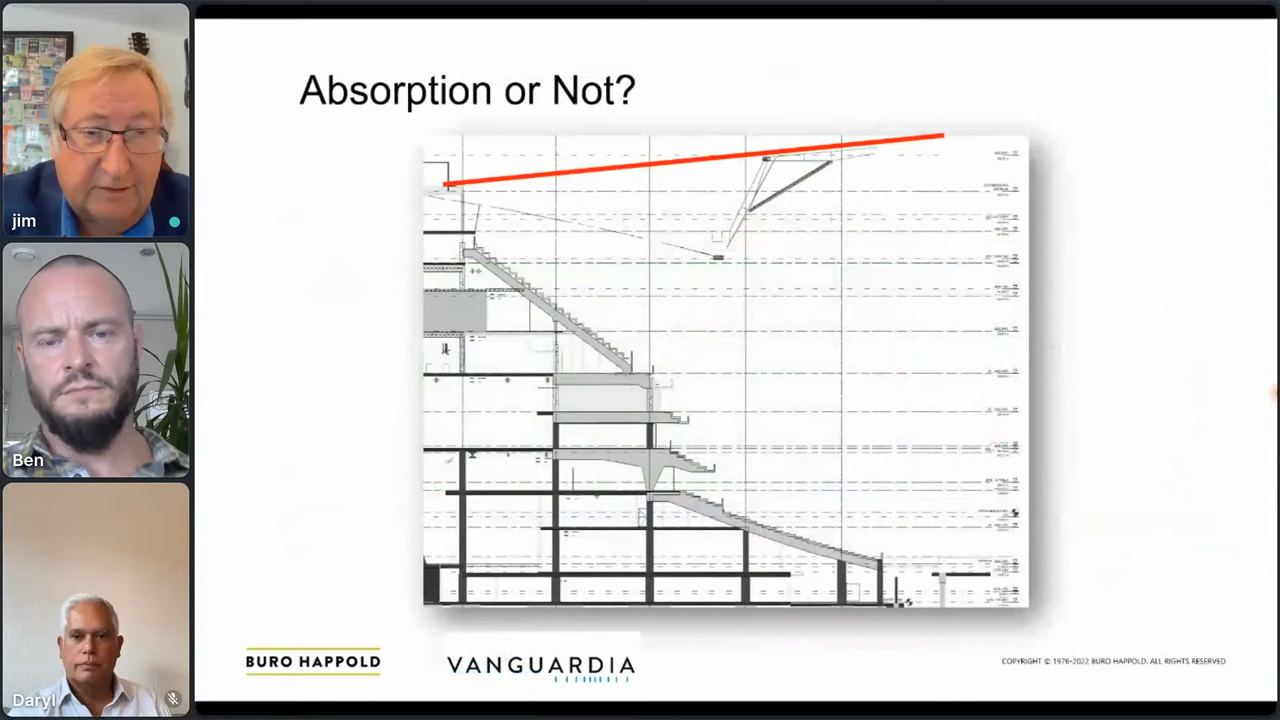 Absorption or Not?
jim
Ben
Daryl
BURO HAPPOLD
VANGUARDIA
COPYRIGHT © 1976-2022 BURO HAPPOLD. ALL RIGHTS RESERVED